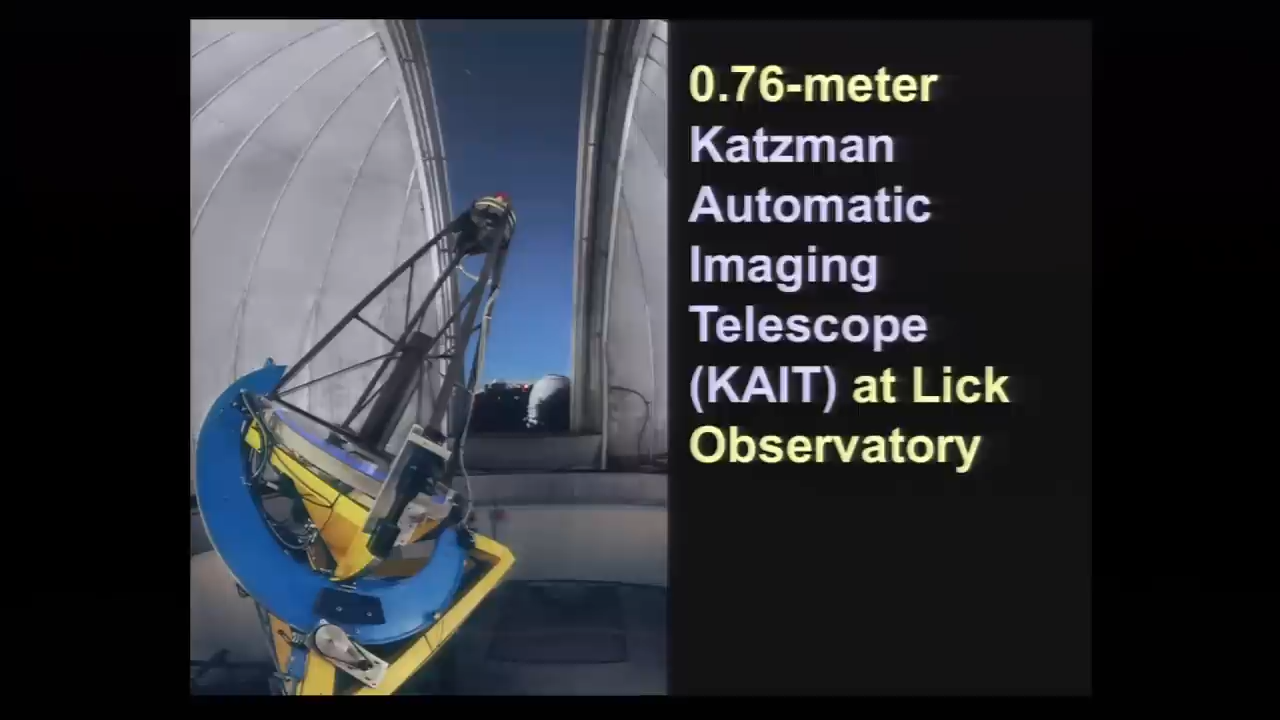 0.76-meter
Katzman
Automatic
Imaging
Telescope
(KAIT) at Lick
Observatory